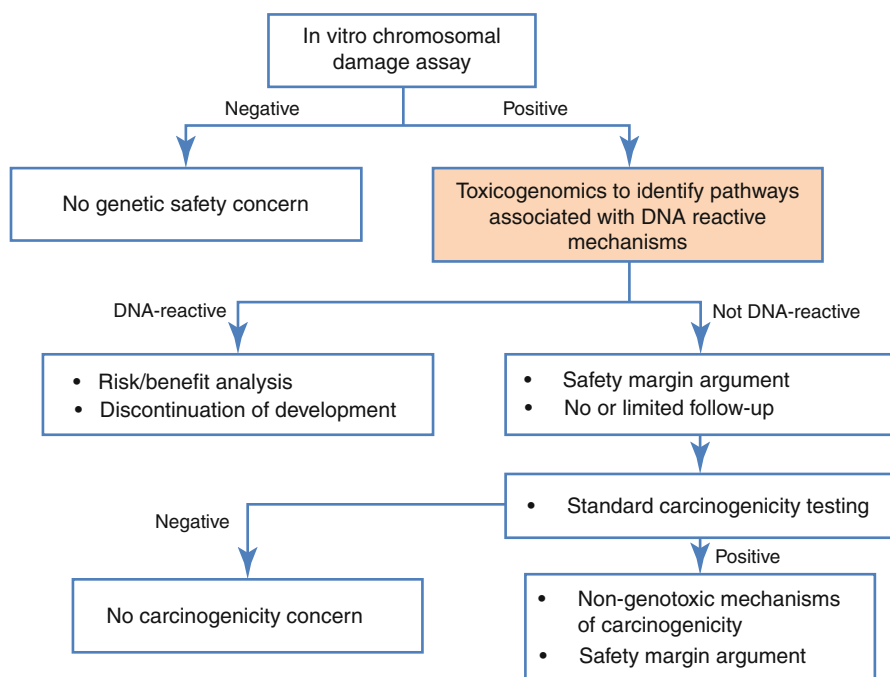 In vitro chromosomal
damage assay
Negative
Positive
No genetic safety concern
Toxicogenomics to identify pathways
associated with DNA reactive
mechanisms
DNA-reactive
Not DNA-reactive
• Risk/benefit analysis
• Discontinuation of development
• Safety margin argument
• No or limited follow-up
• Standard carcinogenicity testing
Negative
Positive
No carcinogenicity concern
• Non-genotoxic mechanisms
of carcinogenicity
• Safety margin argument